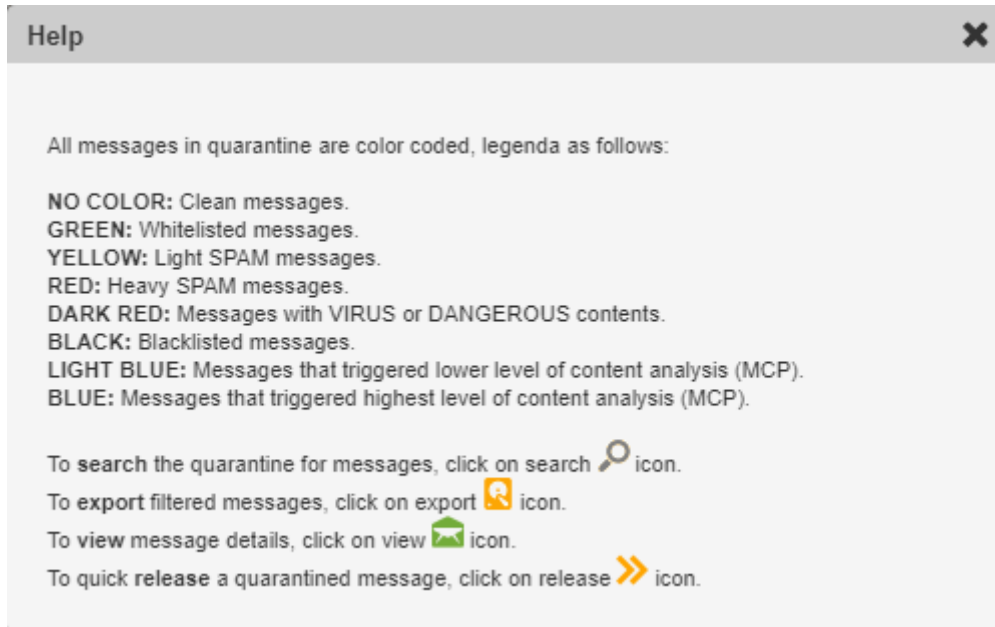 Help
All messages in quarantine are color coded, legenda as follows:
NO COLOR: Clean messages.
GREEN: Whitelisted messages.
YELLOW: Light SPAM messages.
RED: Heavy SPAM messages.
DARK RED: Messages with VIRUS or DANGEROUS contents.
BLACK: Blacklisted messages.
LIGHT BLUE: Messages that triggered lower level of content analysis (MCP).
BLUE: Messages that triggered highest level of content analysis (MCP).
To search the quarantine for messages, click on search icon.
To export filtered messages, click on export icon.
To view message details, click on view icon.
To quick release a quarantined message, click on release icon.